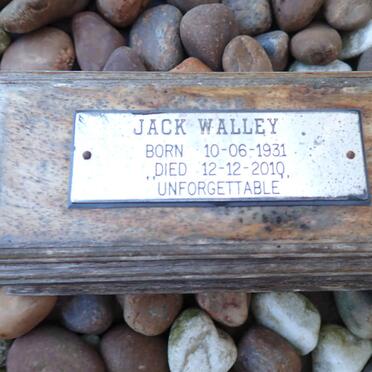 JACK WALLEY
BORN 10-06-1931
DIED 12-12-2010
,,UNFORGETTABLE"